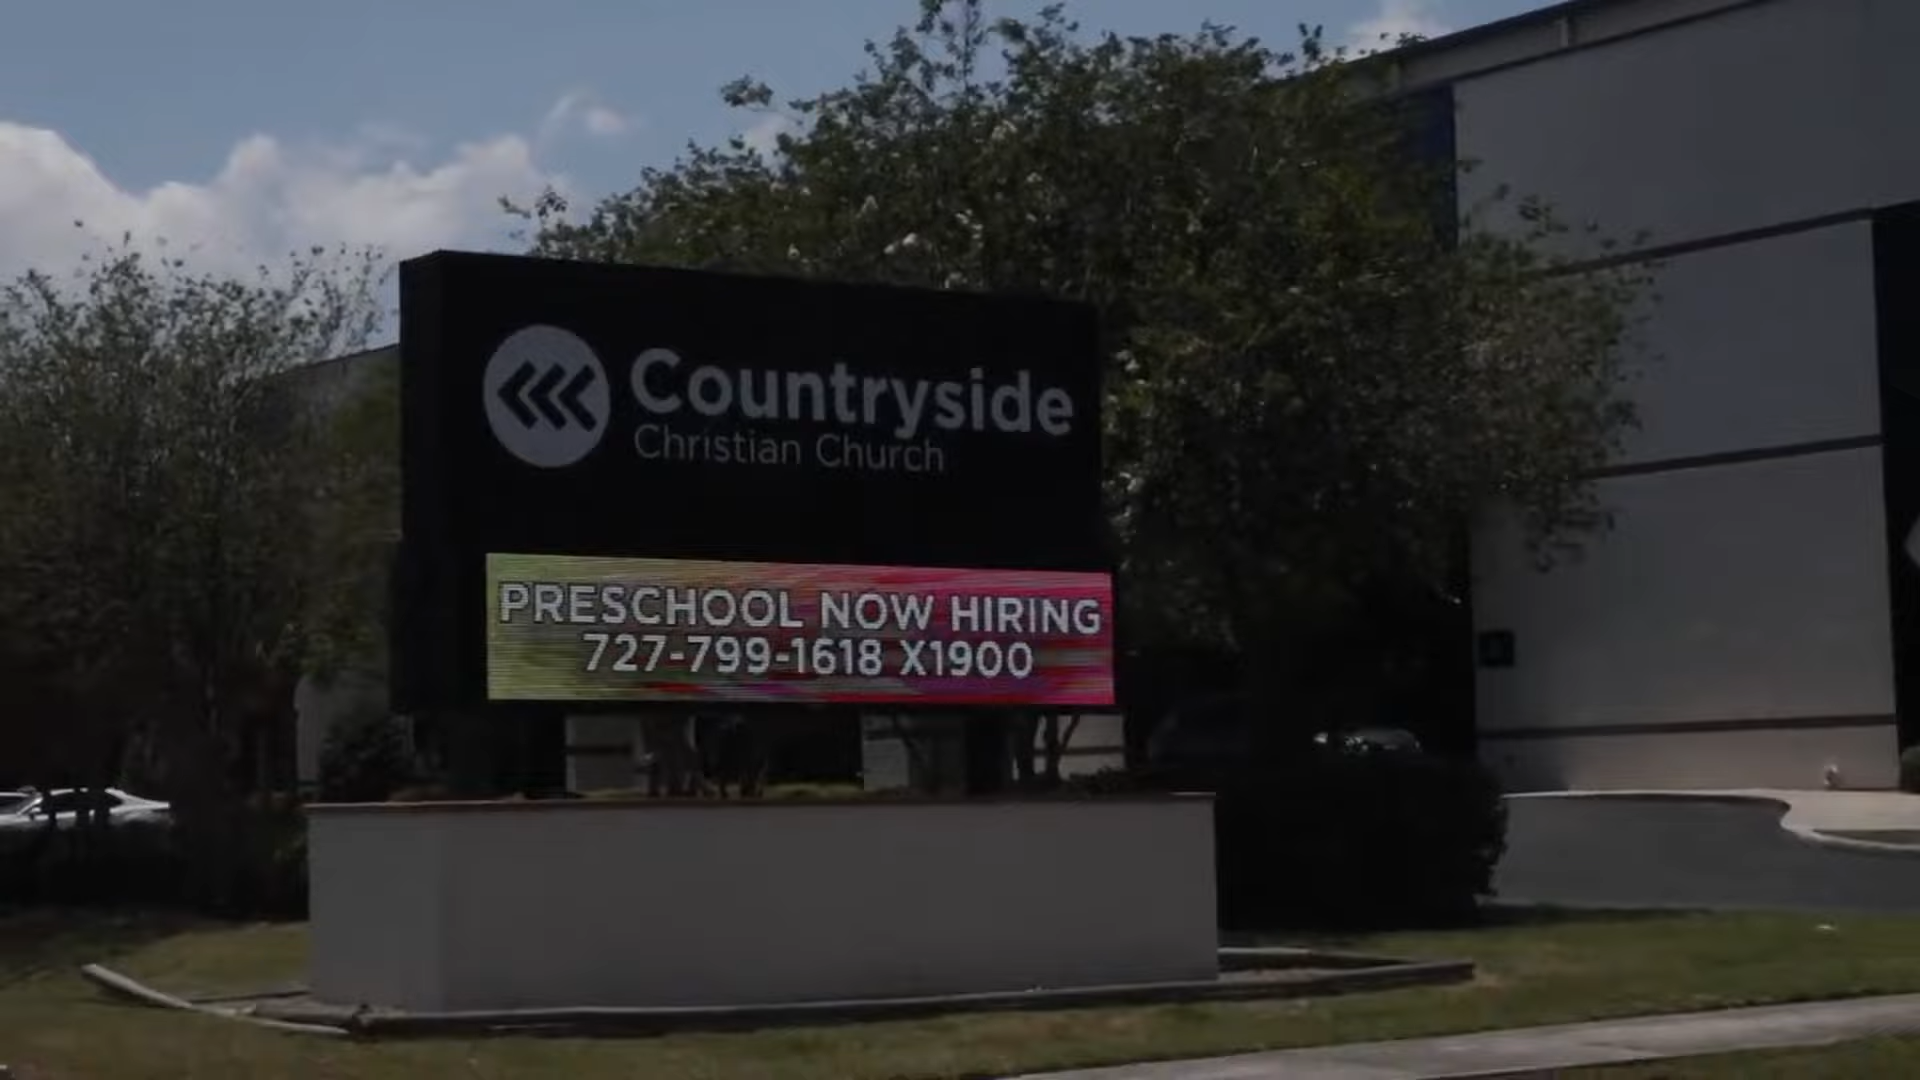 Countryside
Christian Church
PRESCHOOL NOW HIRING
727-799-1618 X1900